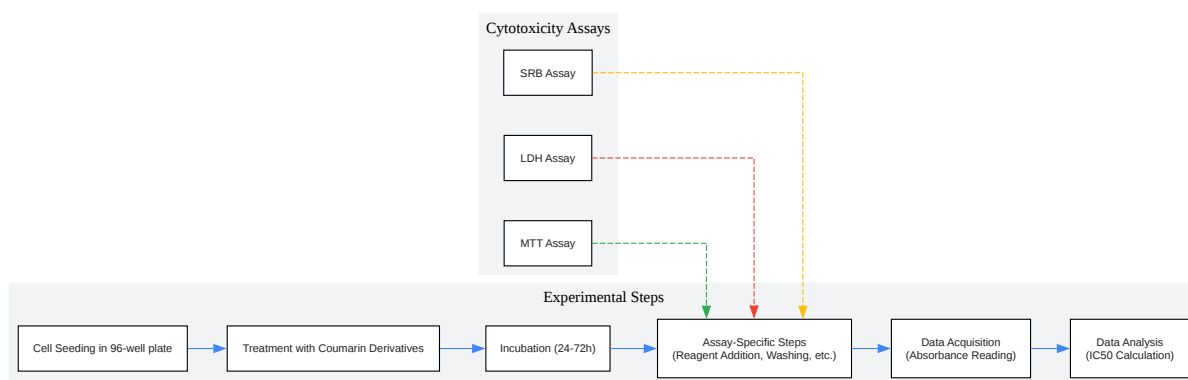 Cytotoxicity Assays
SRB Assay
LDH Assay
MTT Assay
Experimental Steps
Cell Seeding in 96-well plate
Treatment with Coumarin Derivatives
Incubation (24-72h)
Assay-Specific Steps
(Reagent Addition, Washing, etc.)
Data Acquisition
(Absorbance Reading)
Data Analysis
(IC50 Calculation)